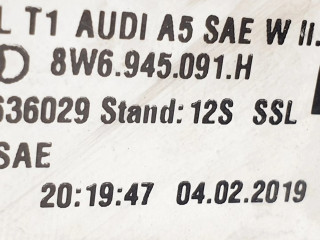 L T1 AUDI A5 SAE W II.
8W6.945.091.H
636029 Stand: 12S SSL
SAE
20:19:47 04.02.2019